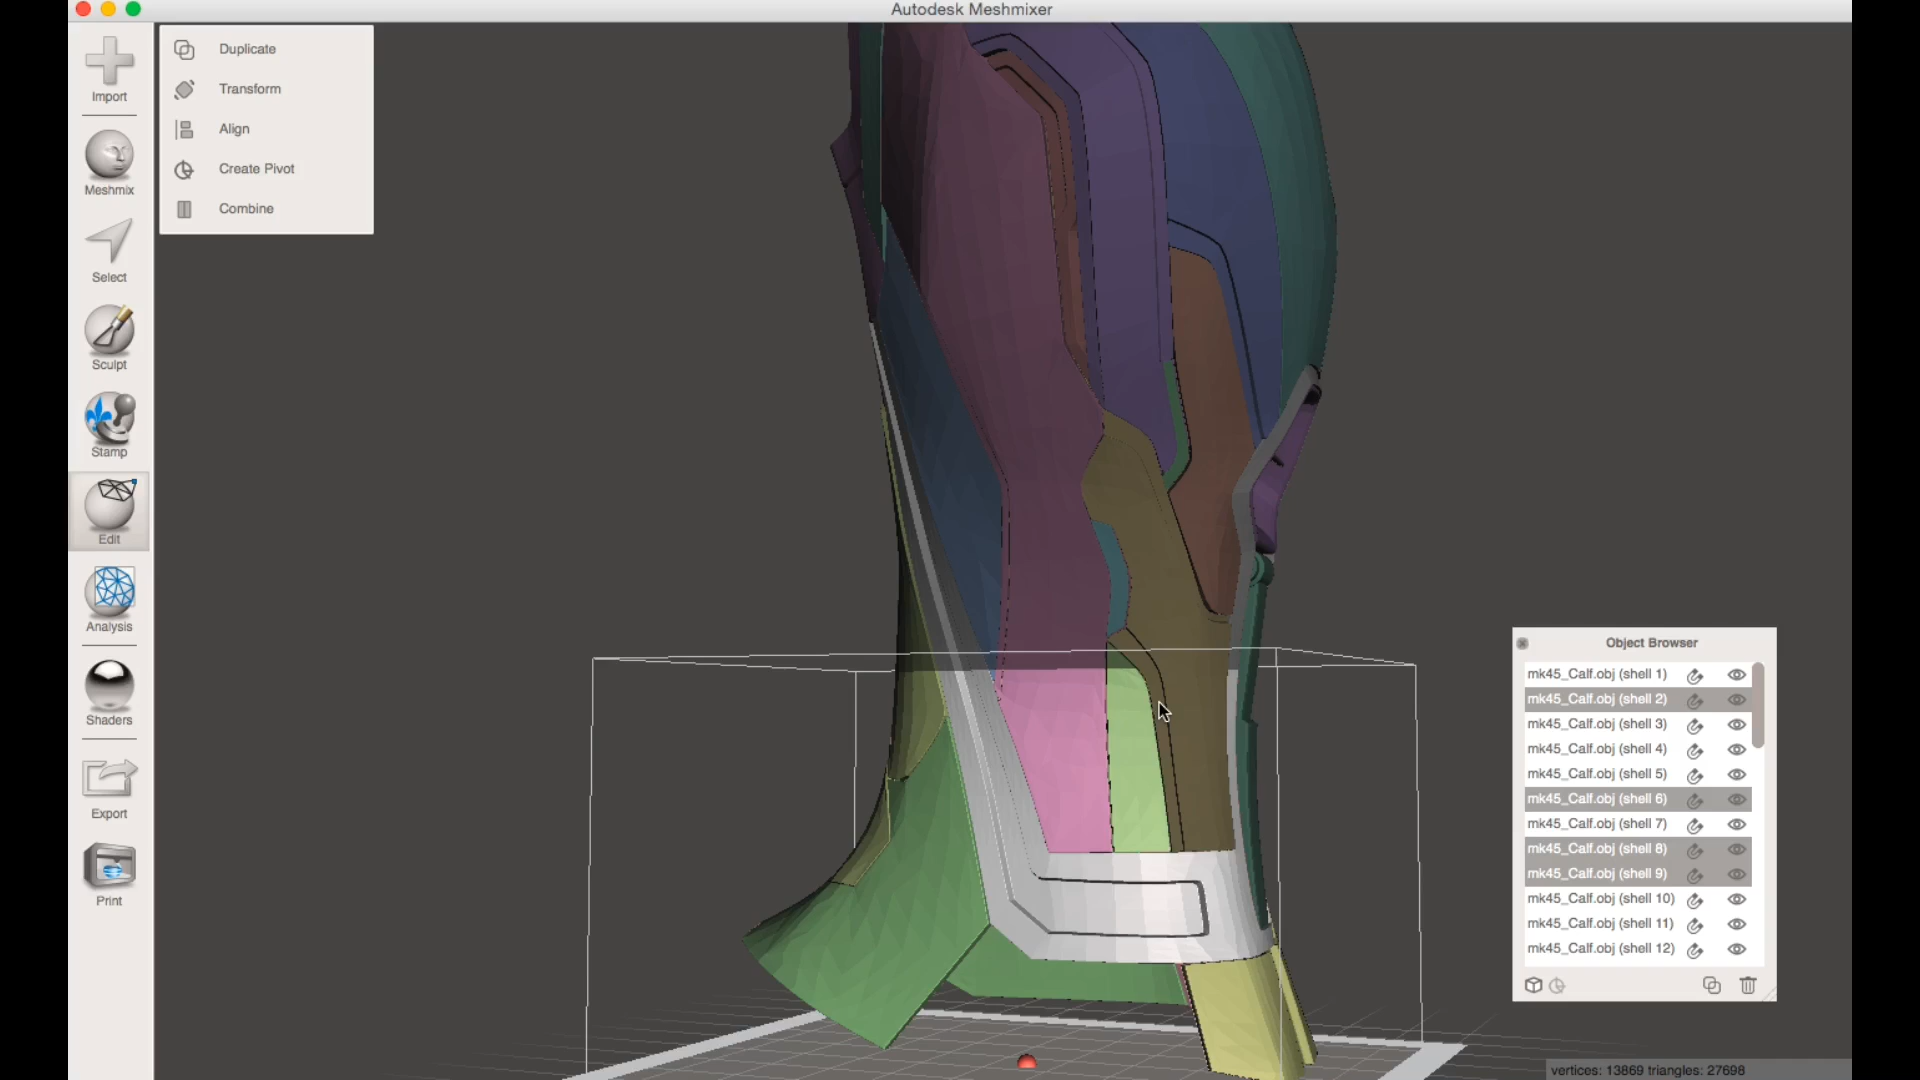 Autodesk Meshmixer
Import
Meshmix
Select
Sculpt
Stamp
Edit
Analysis
Shaders
Export
Print
Duplicate
Transform
Align
Create Pivot
Combine
Object Browser
mk45_Calf.obj (shell 1)
mk45_Calf.obj (shell 2)
mk45_Calf.obj (shell 3)
mk45_Calf.obj (shell 4)
mk45_Calf.obj (shell 5)
mk45_Calf.obj (shell 6)
mk45_Calf.obj (shell 7)
mk45_Calf.obj (shell 8)
mk45_Calf.obj (shell 9)
mk45_Calf.obj (shell 10)
mk45_Calf.obj (shell 11)
mk45_Calf.obj (shell 12)
vertices: 13869 triangles: 27698